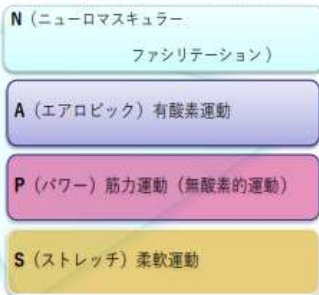 N（ニューロマスキュラー
ファシリテーション）
A（エアロビック）有酸素運動
P（パワー）筋力運動（無酸素的運動）
S（ストレッチ）柔軟運動